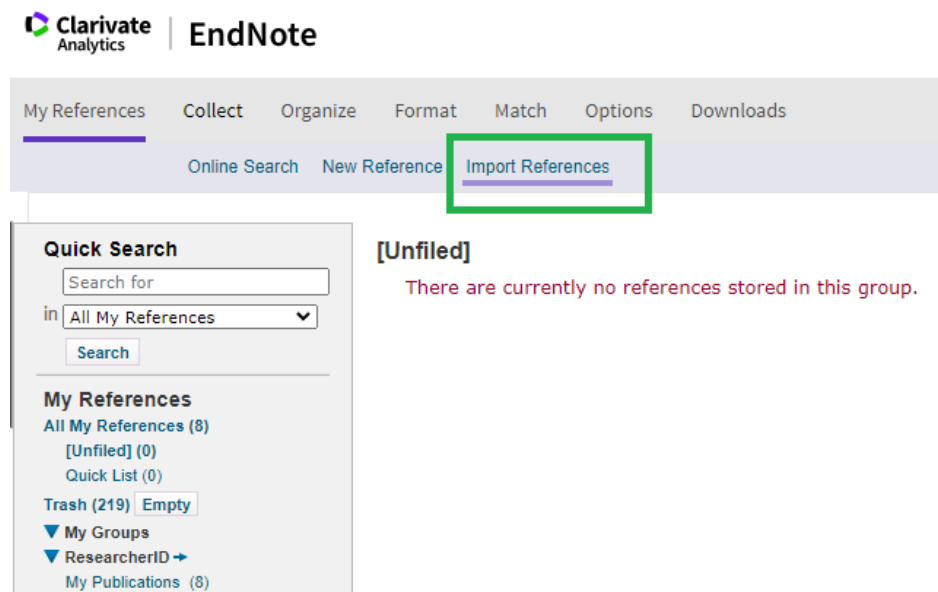 Clarivate
Analytics
EndNote
My References Collect Organize Format Match Options Downloads
Online Search New Reference Import References
Quick Search
Search for
in All My References
Search
My References
All My References (8)
[Unfiled] (0)
Quick List (0)
Trash (219) Empty
My Groups
ResearcherID
My Publications (8)
[Unfiled]
There are currently no references stored in this group.